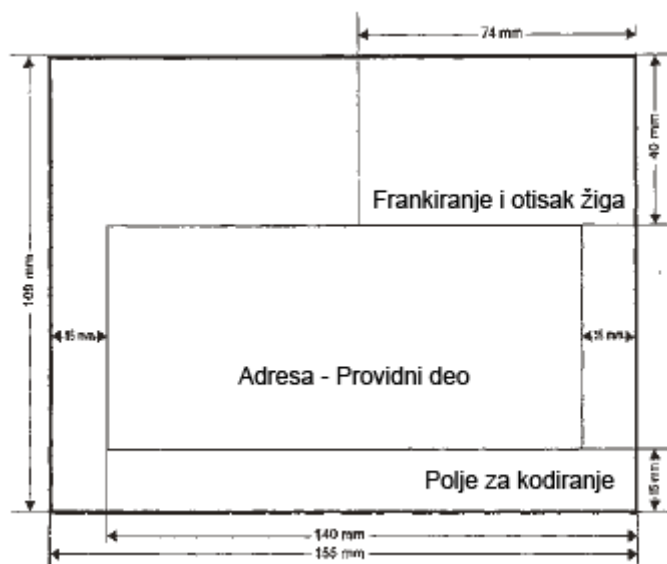 74 mm
40 mm
Frankiranje i otisak žiga
109 mm
15 mm
15 mm
Adresa - Providni deo
Polje za kodiranje
15 mm
140 mm
155 mm